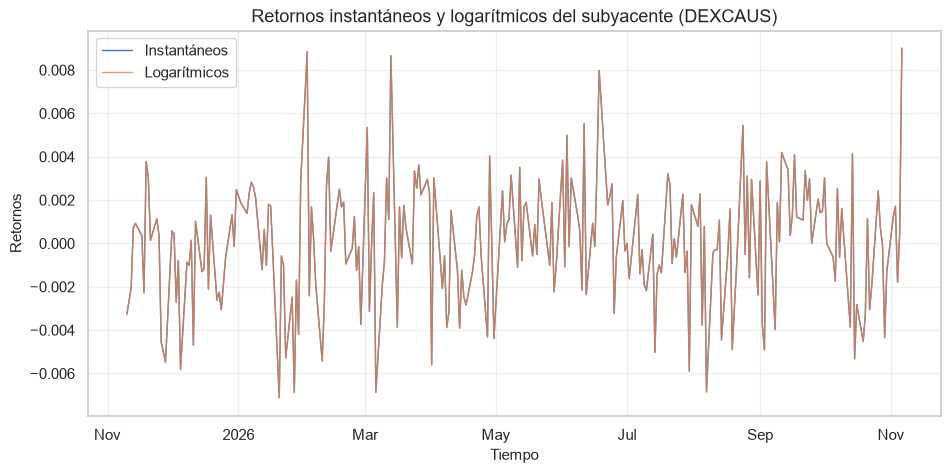 Retornos instantáneos y logarítmicos del subyacente (DEXCAUS)
Instantáneos
Logarítmicos
Retornos
0.008
0.006
0.004
0.002
0.000
−0.002
−0.004
−0.006
Nov 2026 Mar May Jul Sep Nov
Tiempo